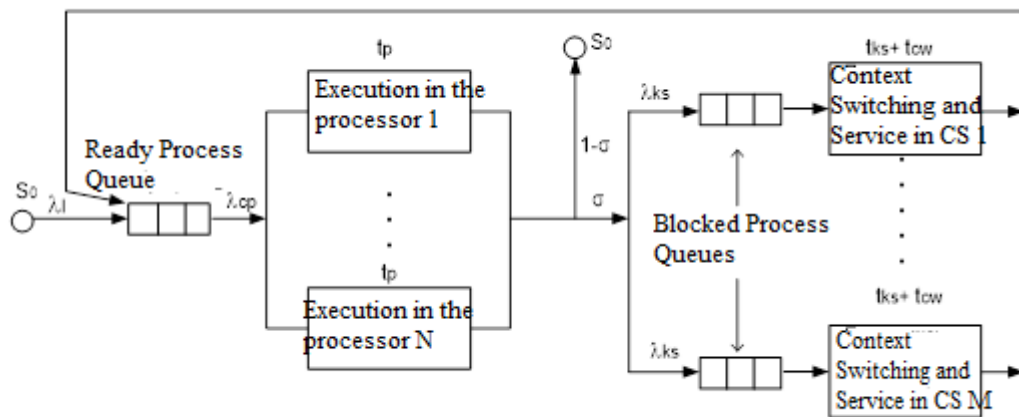 tp
Execution in the
processor 1
Ready Process
Queue
S0
λI
λcp
tp
Execution in the
processor N
S0
1-σ
σ
λks
Blocked Process
Queues
λks
tks+ tcw
Context
Switching and
Service in CS 1
tks+ tcw
Context
Switching and
Service in CS M